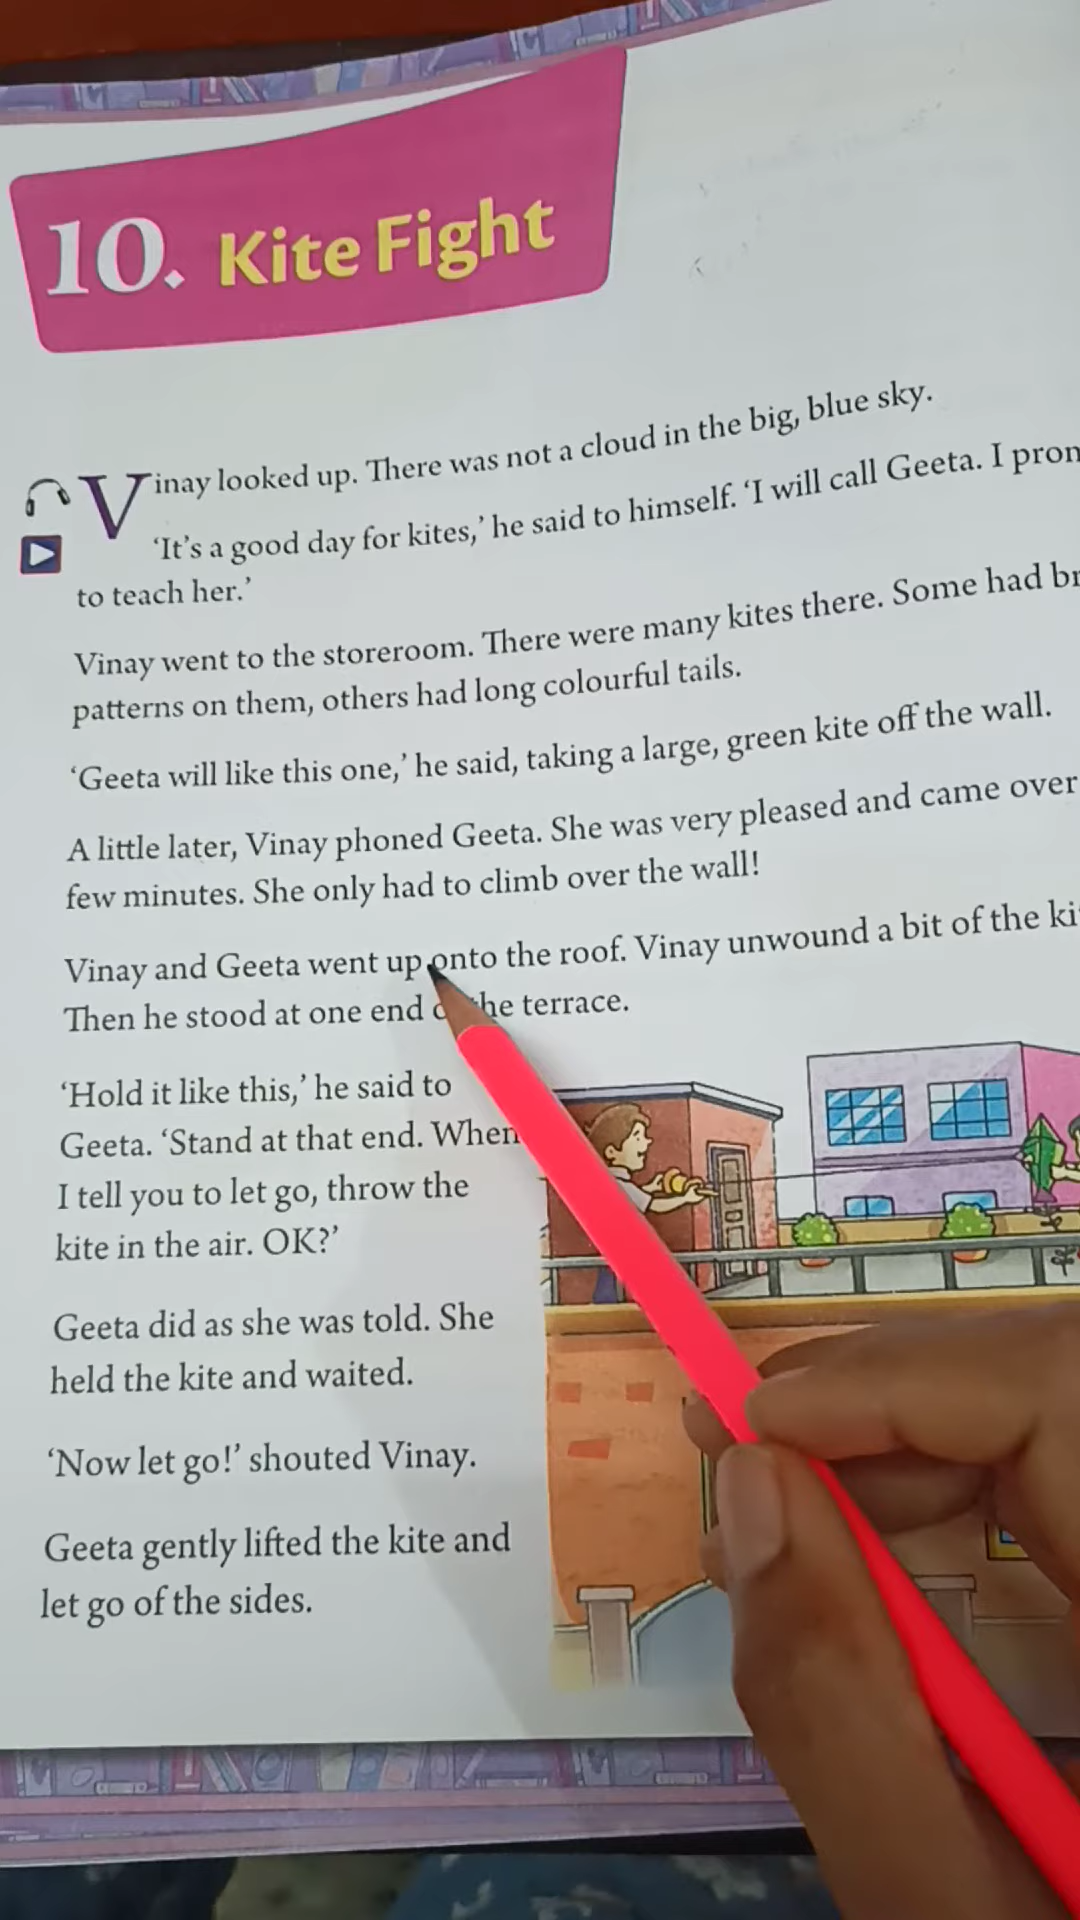 10. Kite Fight
Vinay looked up. There was not a cloud in the big, blue sky.
‘It’s a good day for kites,’ he said to himself. ‘I will call Geeta. I
to teach her.’
Vinay went to the storeroom. There were many kites there. Some had
patterns on them, others had long colourful tails.
‘Geeta will like this one,’ he said, taking a large, green kite off the wall.
A little later, Vinay phoned Geeta. She was very pleased and came over
few minutes. She only had to climb over the wall!
Vinay and Geeta went up onto the roof. Vinay unwound a bit of the
Then he stood at one end the terrace.
‘Hold it like this,’ he said to
Geeta. ‘Stand at that end. When
I tell you to let go, throw the
kite in the air. OK?’
Geeta did as she was told. She
held the kite and waited.
‘Now let go!’ shouted Vinay.
Geeta gently lifted the kite and
let go of the sides.